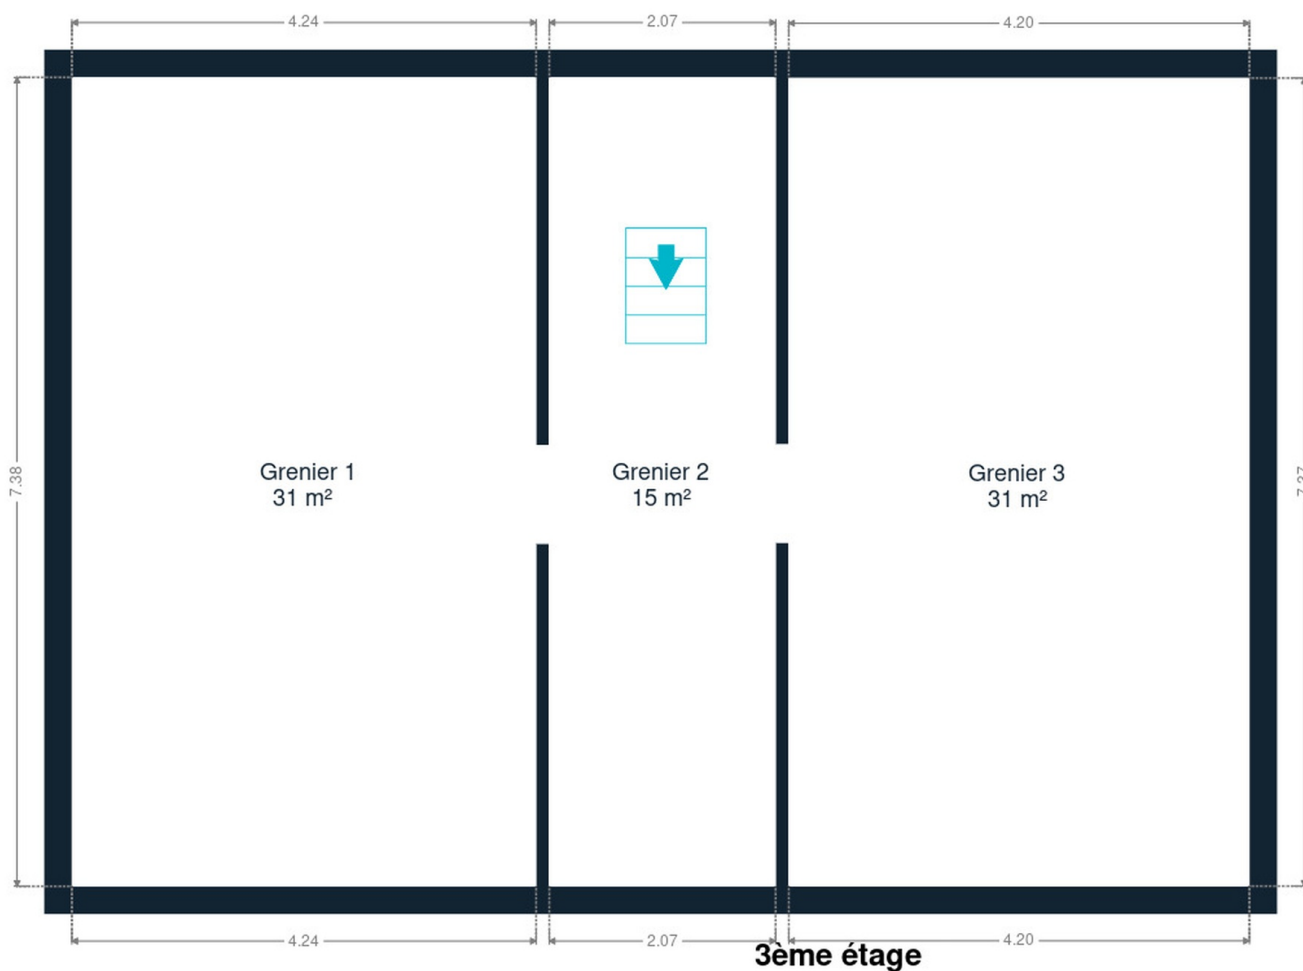 4.24 2.07 4.20
7.38
Grenier 1
31 m²
Grenier 2
15 m²
Grenier 3
31 m²
4.24 2.07 4.20
3ème étage